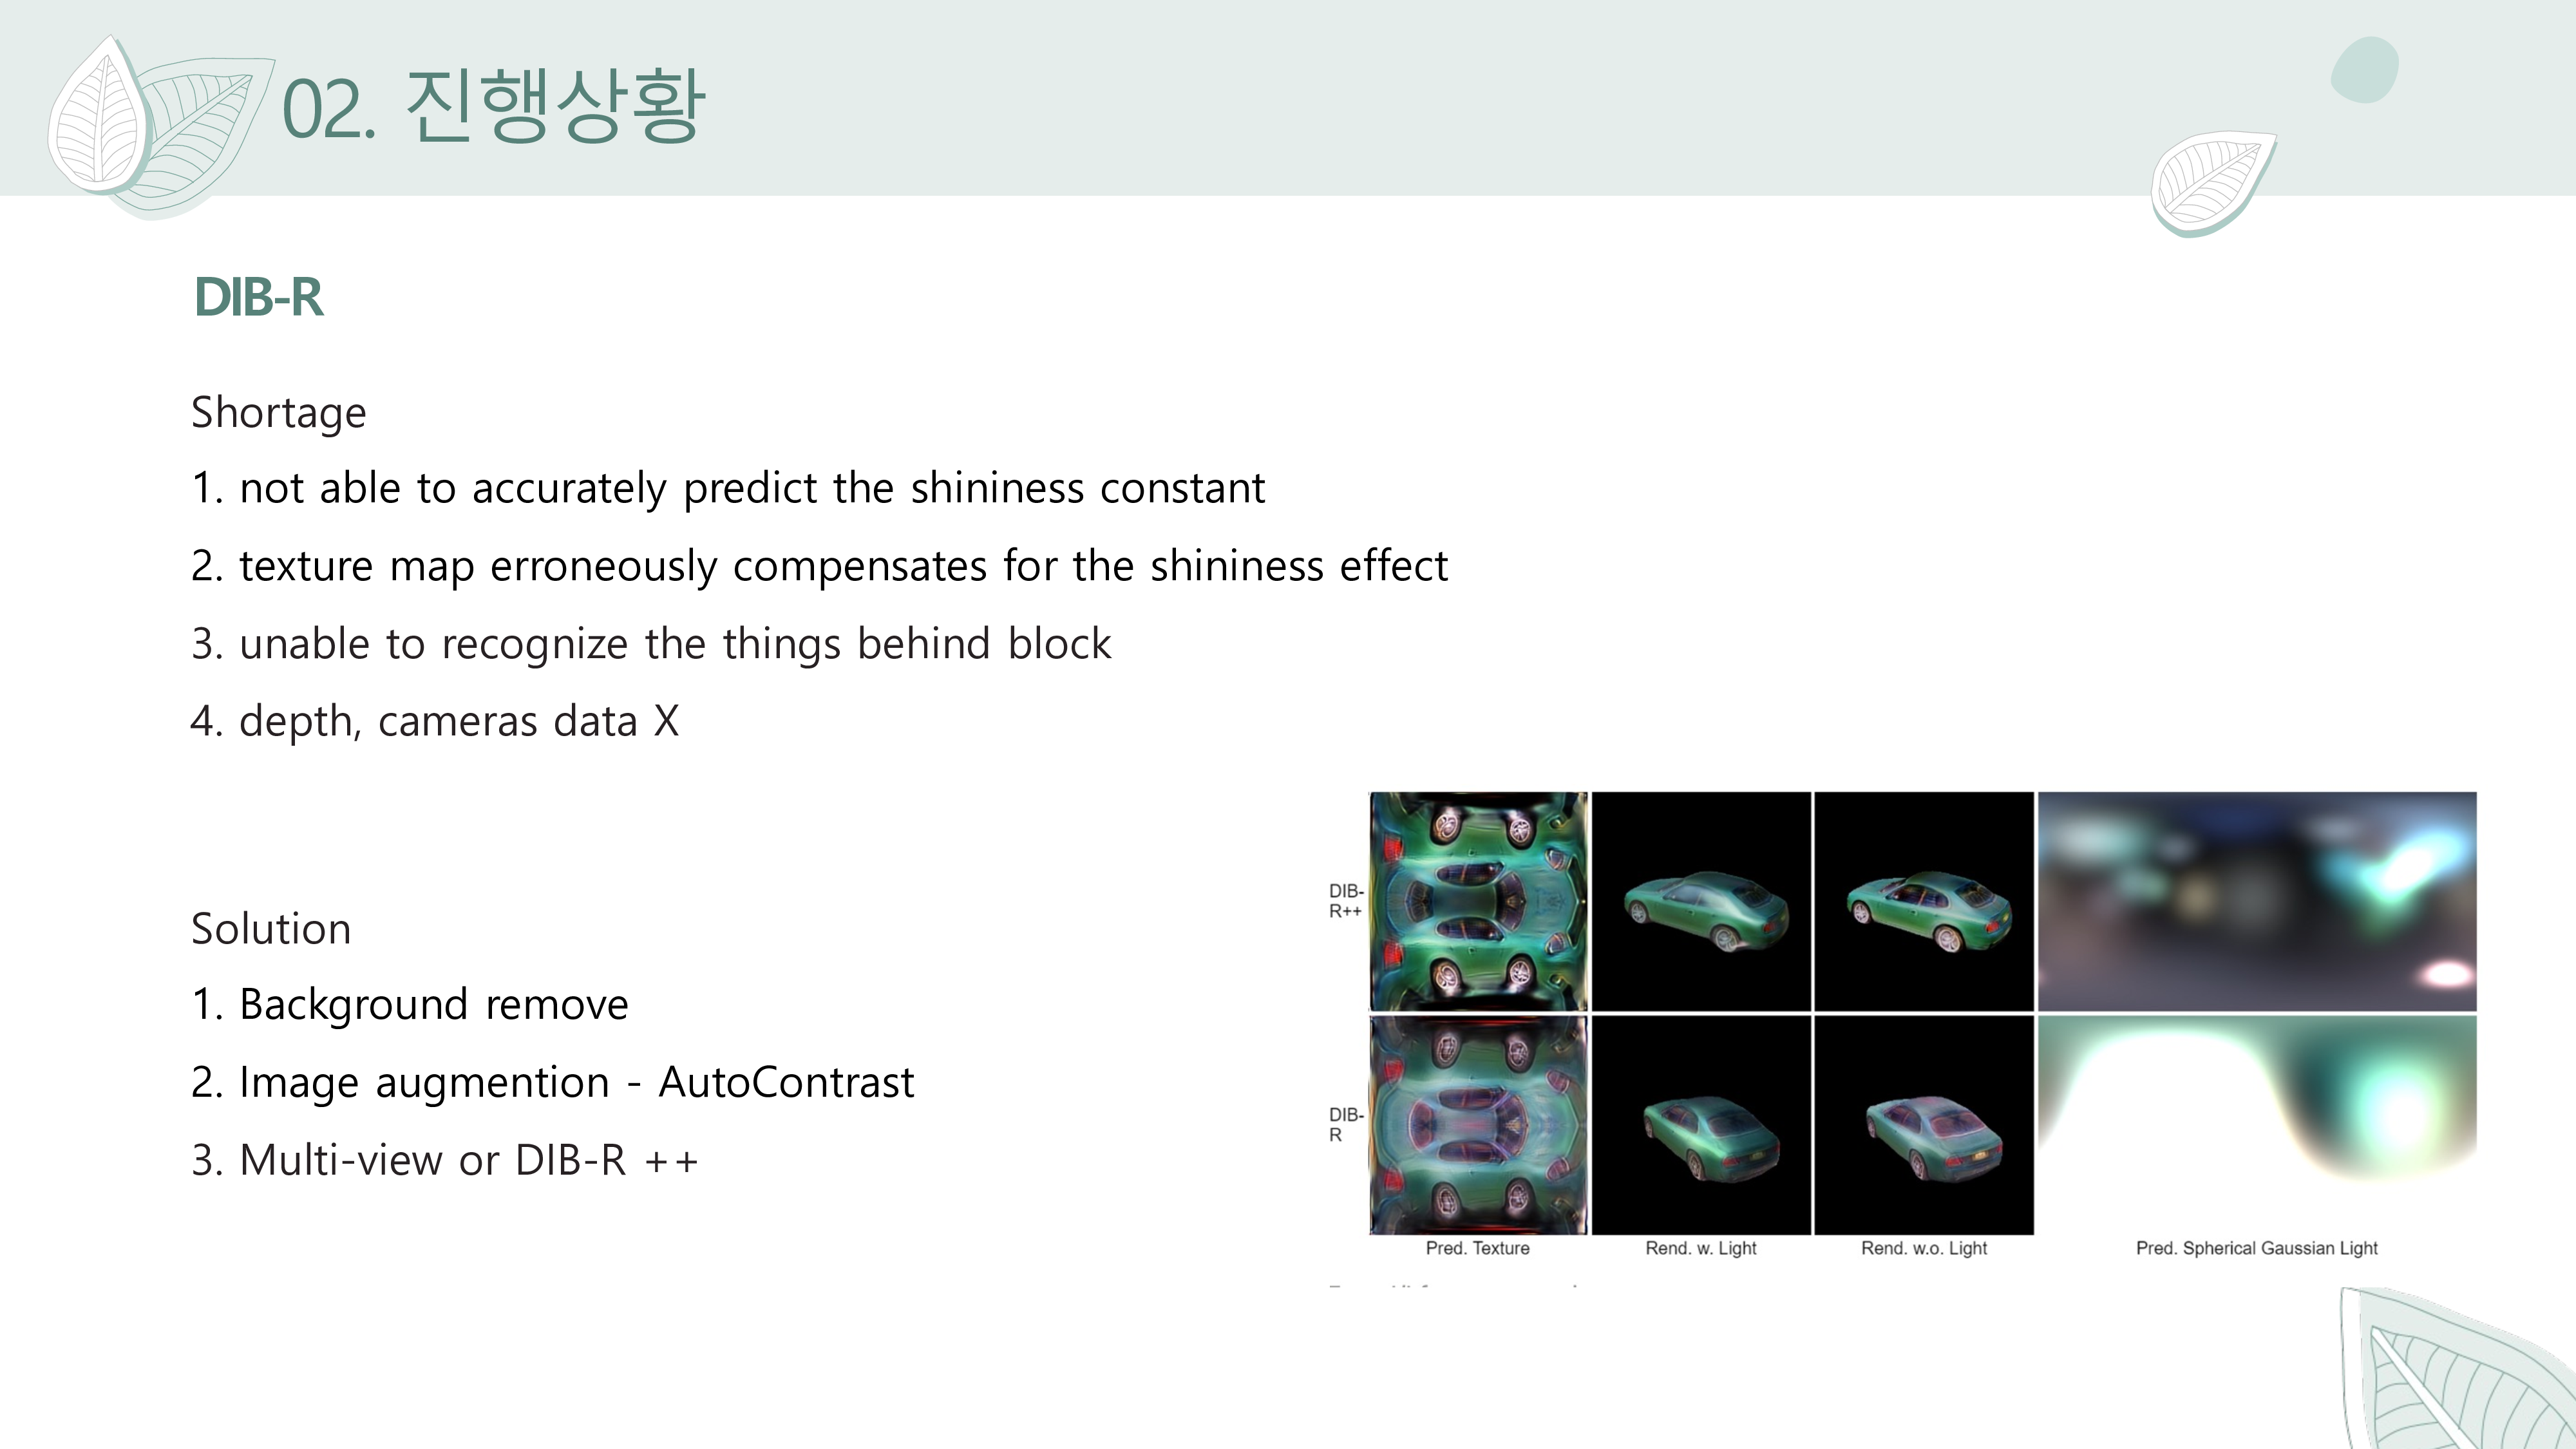 02. 진행상황
DIB-R
Shortage
1. not able to accurately predict the shininess constant
2. texture map erroneously compensates for the shininess effect
3. unable to recognize the things behind block
4. depth, cameras data X
Solution
1. Background remove
2. Image augmention - AutoContrast
3. Multi-view or DIB-R ++
DIB-
R++
DIB-
R
Pred. Texture
Rend. w. Light
Rend. w.o. Light
Pred. Spherical Gaussian Light